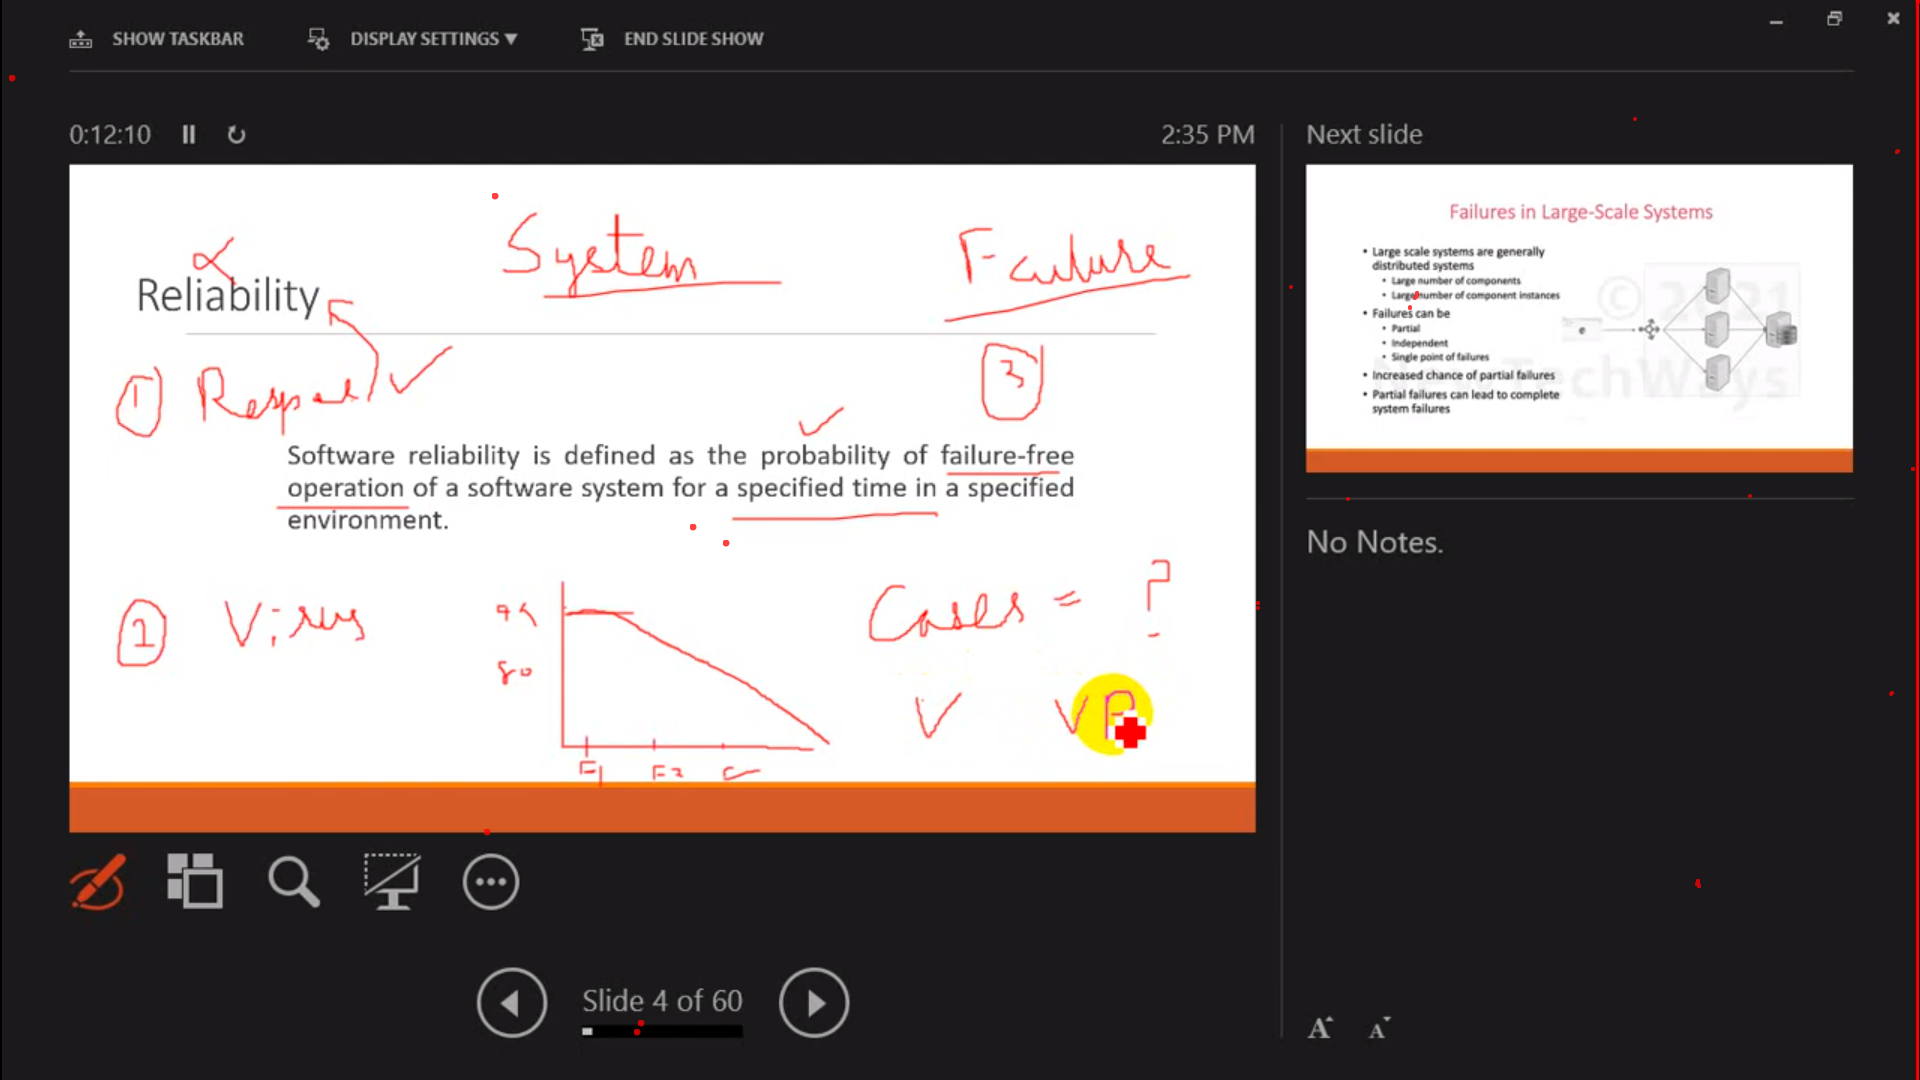 SHOW TASKBAR
DISPLAY SETTINGS ▼
END SLIDE SHOW
0:12:10
2:35 PM
System
Failure
∝
Reliability
1
3
Software reliability is defined as the probability of failure-free
operation of a software system for a specified time in a specified
environment.
2 Virus
80
F1
F2
Cases = ?
V VP
Slide 4 of 60
Next slide
Failures in Large-Scale Systems
• Large scale systems are generally
distributed systems
• Large number of components
• Large number of component instances
• Failures can be
• Partial
• Independent
• Single point of failures
• Increased chance of partial failures
• Partial failures can lead to complete
system failures
No Notes.
A A